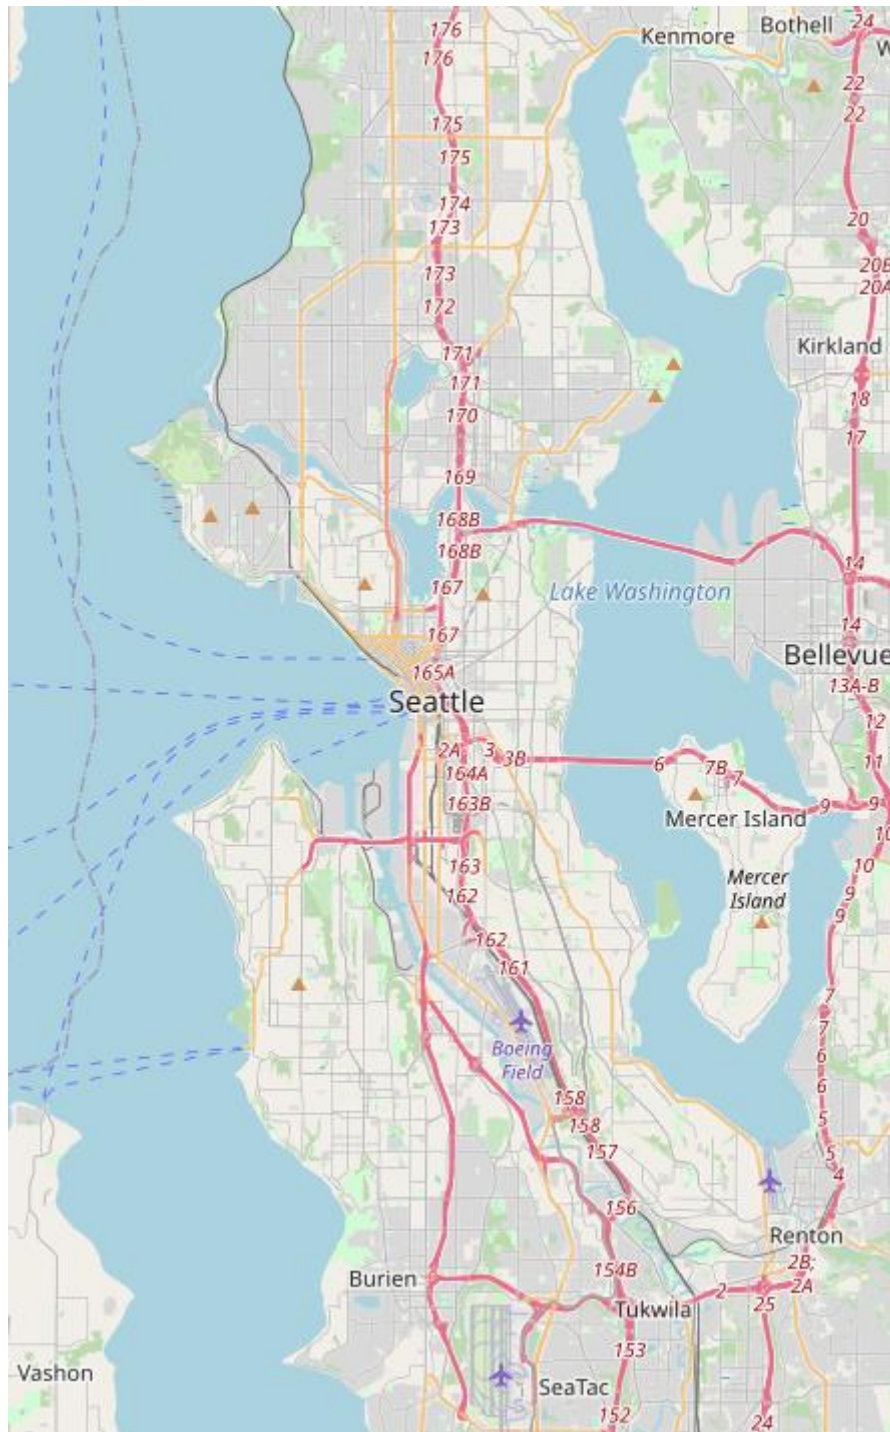 176
Kenmore
Bothell
24
W
176
22
22
175
175
174
20
173
20B
173
20A
172
171
Kirkland
171
18
170
17
169
168B
168B
14
167
Lake Washington
14
167
Bellevue
165A
13A-B
Seattle
12
2A
3
3B
6
7B
7
11
164A
163B
9
9
Mercer Island
10
163
10
162
Mercer
Island
9
9
162
161
7
7
Boeing
Field
6
6
158
158
5
157
5
4
156
Renton
154B
2B;
2A
Burien
2
25
Tukwila
153
Vashon
SeaTac
152
24